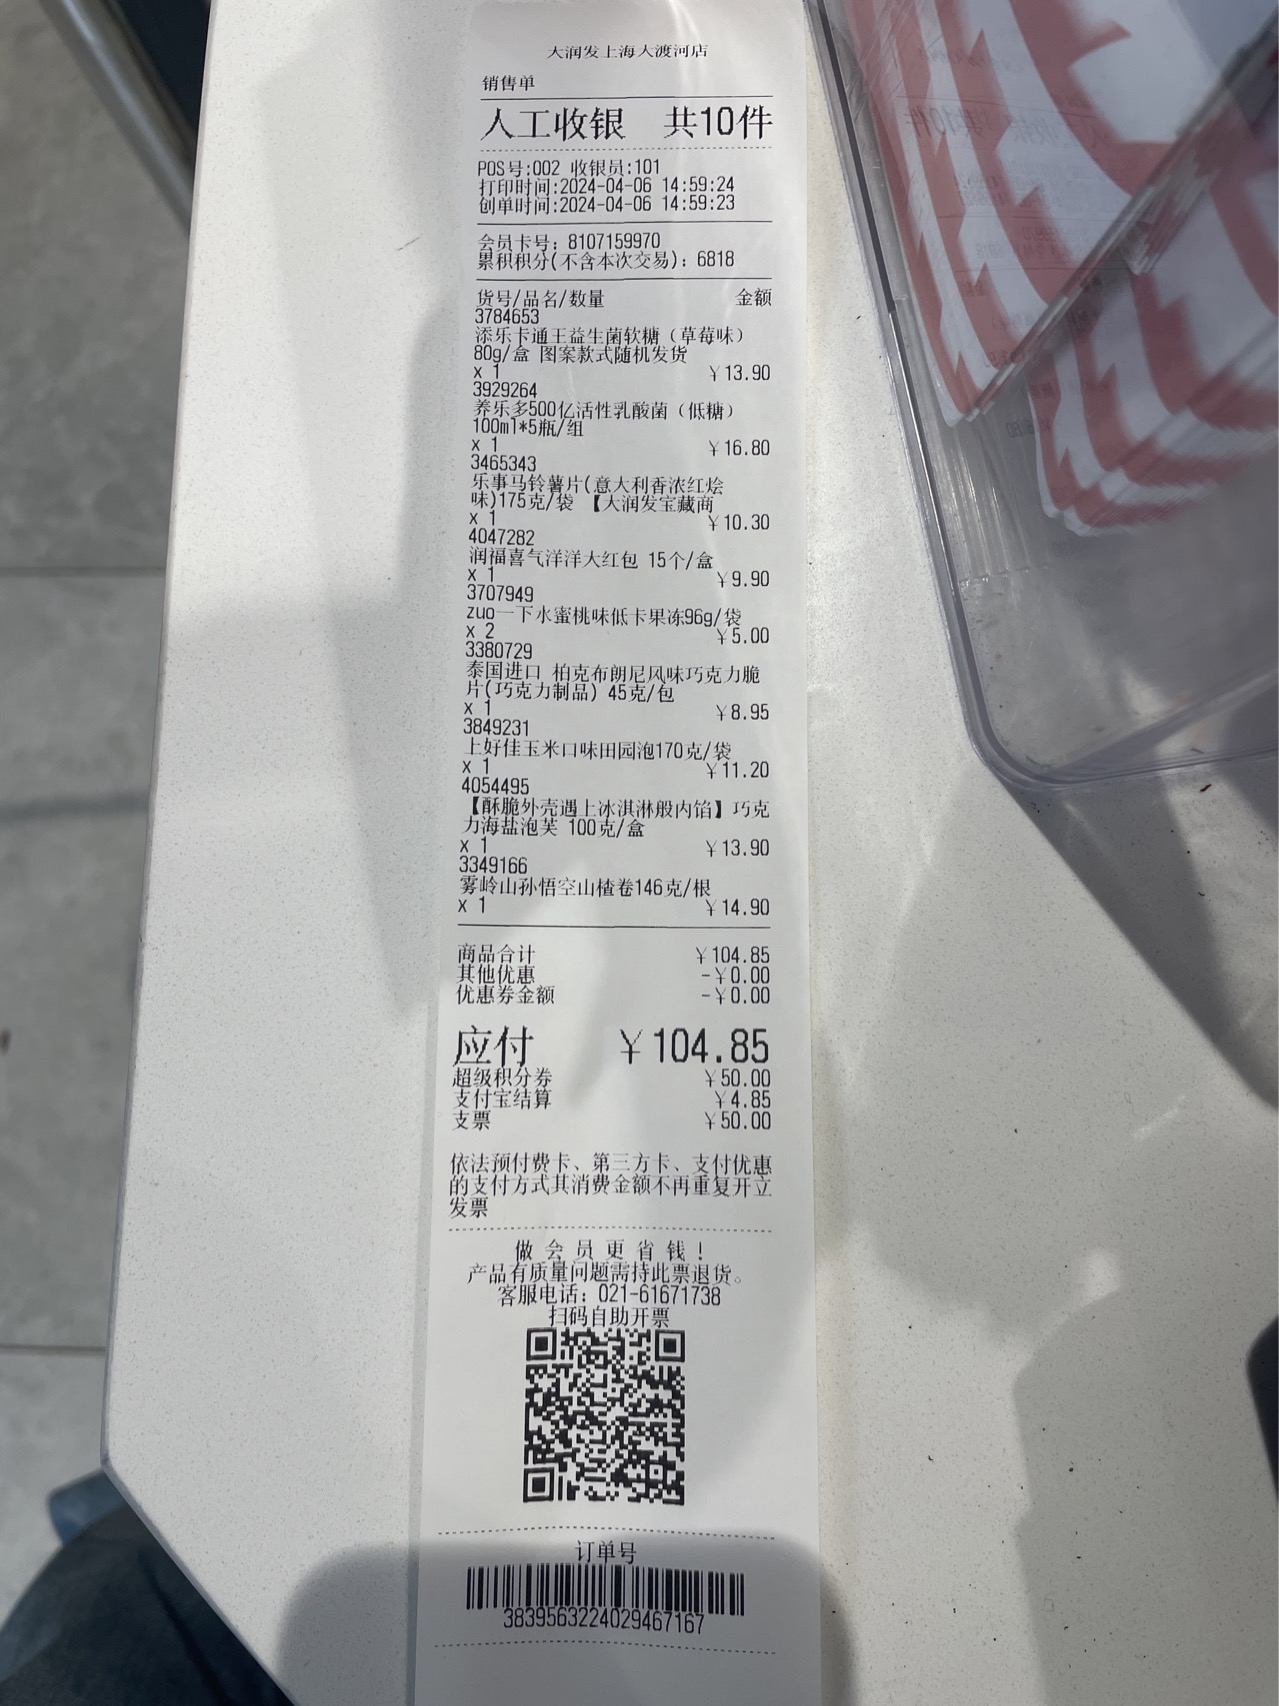 大润发上海大渡河店
销售单
人工收银 共10件
POS号:002 收银员:101
打印时间:2024-04-06 14:59:24
创单时间:2024-04-06 14:59:23
会员卡号: 8107159970
累积积分(不含本次交易): 6818
货号/品名/数量 金额
3784653
添乐卡通王益生菌软糖（草莓味）
80g/盒 图案款式随机发货
x 1 ￥13.90
3929264
养乐多500亿活性乳酸菌（低糖）
100ml*5瓶/组
x 1 ￥16.80
3465343
乐事马铃薯片(意大利香浓红烩
味)175克/袋 【大润发宝藏商
x 1 ￥10.30
4047282
润福喜气洋洋大红包 15个/盒
x 1 ￥9.90
3707949
zuo一下水蜜桃味低卡果冻96g/袋
x 2 ￥5.00
3380729
泰国进口 柏克布朗尼风味巧克力脆
片(巧克力制品) 45克/包
x 1 ￥8.95
3849231
上好佳玉米口味田园泡170克/袋
x 1 ￥11.20
4054495
【酥脆外壳遇上冰淇淋般内馅】巧克
力海盐泡芙 100克/盒
x 1 ￥13.90
3349166
雾岭山孙悟空山楂卷146克/根
x 1 ￥14.90
商品合计 ￥104.85
其他优惠 -￥0.00
优惠券金额 -￥0.00
应付 ￥104.85
超级积分券 ￥50.00
支付宝结算 ￥4.85
支票 ￥50.00
依法预付费卡、第三方卡、支付优惠
的支付方式其消费金额不再重复开立
发票
做会员更省钱!
产品有质量问题需持此票退货。
客服电话: 021-61671738
扫码自助开票
订单号
3839563224029467167